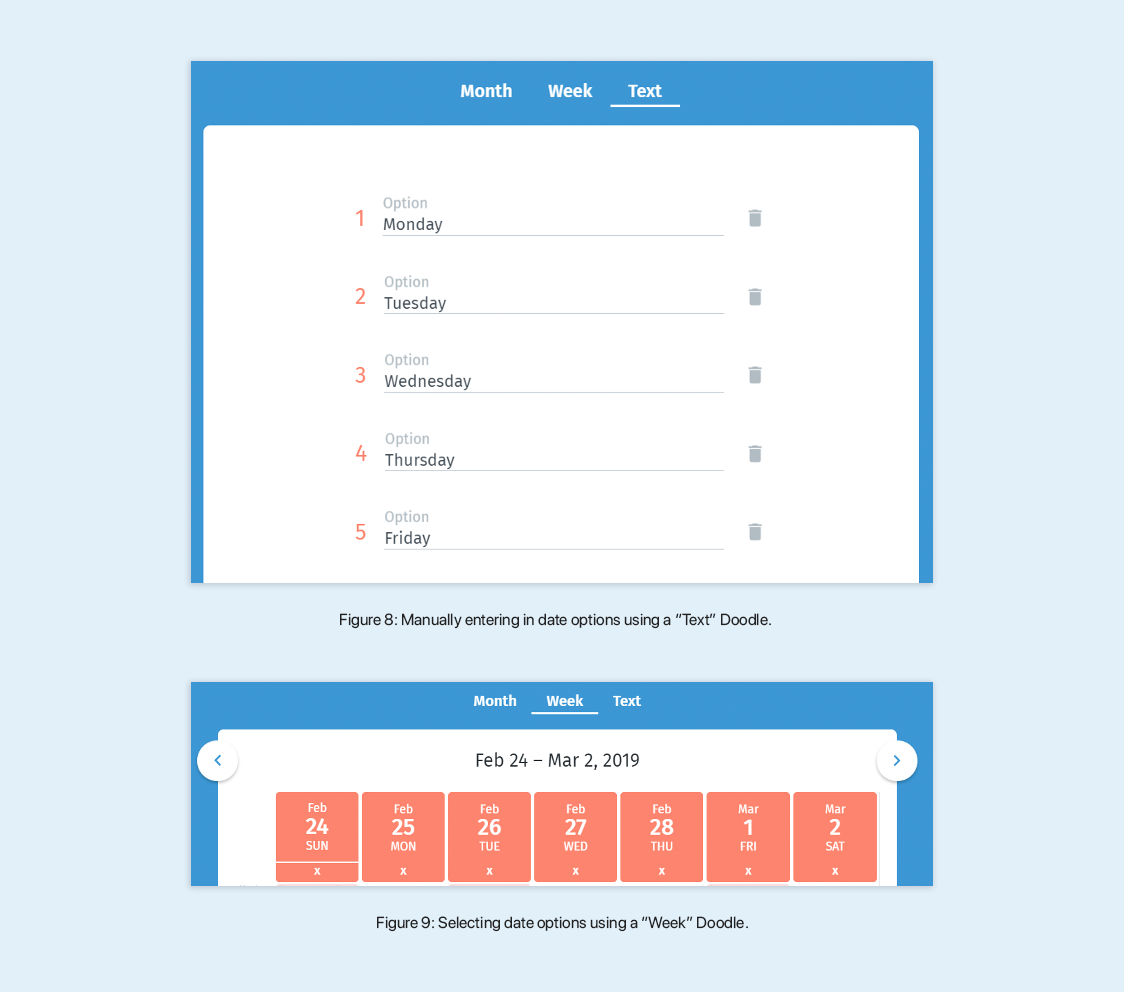 Month Week Text
Option
1 Monday
Option
2 Tuesday
Option
3 Wednesday
Option
4 Thursday
Option
5 Friday
Figure 8: Manually entering in date options using a "Text" Doodle.
Month Week Text
Feb 24 – Mar 2, 2019
Feb Feb Feb Feb Feb Mar Mar
24 25 26 27 28 1 2
SUN MON TUE WED THU FRI SAT
x x x x x x x
Figure 9: Selecting date options using a "Week" Doodle.